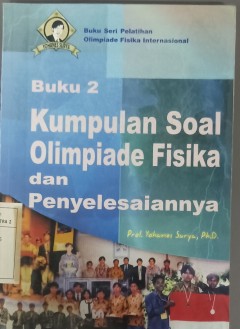 Buku Seri Pelatihan
Olimpiade Fisika Internasional
Buku 2
Kumpulan Soal
Olimpiade Fisika
dan
Penyelesaiannya
Prof. Yohanes Surya, Ph.D.